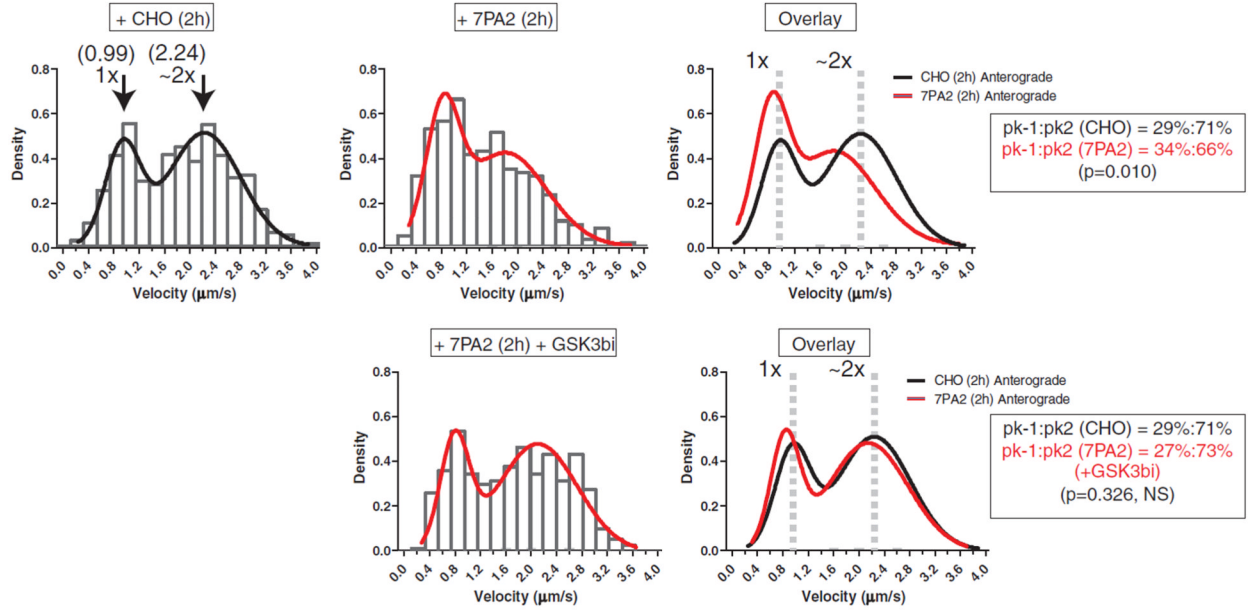 + CHO (2h)
+ 7PA2 (2h)
Overlay
(0.99) (2.24)
1x ~2x
0.8
0.6
0.4
0.2
0.0
Density
0.0 0.4 0.8 1.2 1.6 2.0 2.4 2.8 3.2 3.6 4.0
Velocity (µm/s)
0.8
0.6
0.4
0.2
0.0
Density
0.0 0.4 0.8 1.2 1.6 2.0 2.4 2.8 3.2 3.6 4.0
Velocity (µm/s)
1x ~2x
0.8
0.6
0.4
0.2
0.0
Density
0.0 0.4 0.8 1.2 1.6 2.0 2.4 2.8 3.2 3.6 4.0
Velocity (µm/s)
CHO (2h) Anterograde
7PA2 (2h) Anterograde
pk-1:pk2 (CHO) = 29%:71%
pk-1:pk2 (7PA2) = 34%:66%
(p=0.010)
+ 7PA2 (2h) + GSK3bi
Overlay
0.8
0.6
0.4
0.2
0.0
Density
0.0 0.4 0.8 1.2 1.6 2.0 2.4 2.8 3.2 3.6 4.0
Velocity (µm/s)
1x ~2x
0.8
0.6
0.4
0.2
0.0
Density
0.0 0.4 0.8 1.2 1.6 2.0 2.4 2.8 3.2 3.6 4.0
Velocity (µm/s)
CHO (2h) Anterograde
7PA2 (2h) Anterograde
pk-1:pk2 (CHO) = 29%:71%
pk-1:pk2 (7PA2) = 27%:73%
(+GSK3bi)
(p=0.326, NS)